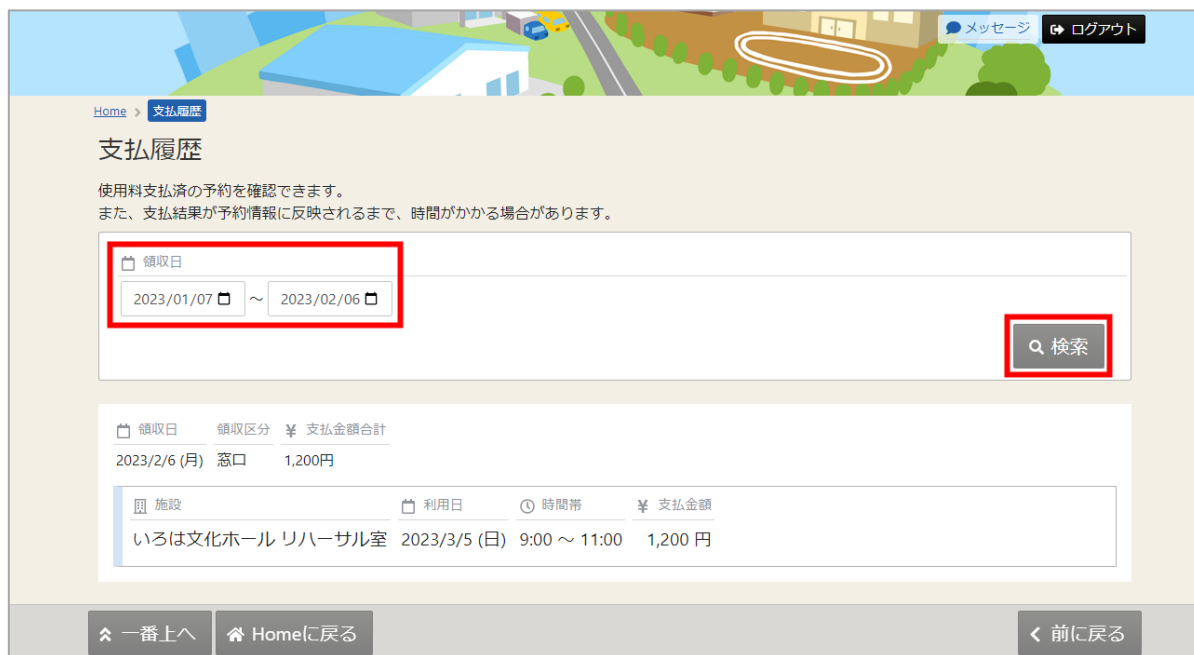 メッセージ ログアウト
Home > 支払履歴
支払履歴
使用料支払済の予約を確認できます。
また、支払結果が予約情報に反映されるまで、時間がかかる場合があります。
領収日
2023/01/07 ～ 2023/02/06
検索
領収日 領収区分 ¥ 支払金額合計
2023/2/6 (月) 窓口 1,200円
施設 利用日 時間帯 ¥ 支払金額
いろは文化ホール リハーサル室 2023/3/5 (日) 9:00 ～ 11:00 1,200 円
一番上へ Homeに戻る 前に戻る